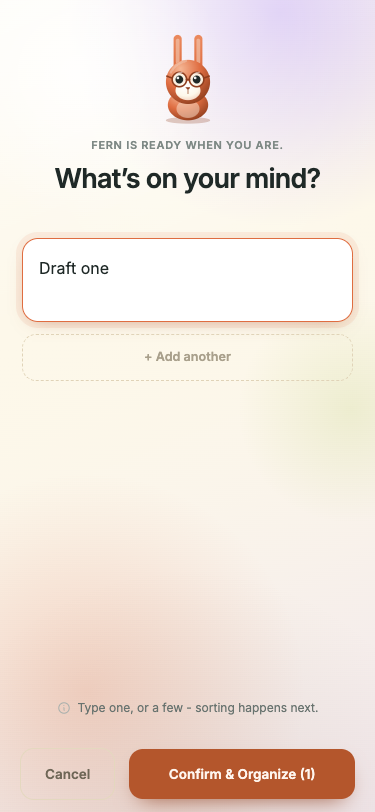 FERN IS READY WHEN YOU ARE.
What’s on your mind?
Draft one
+ Add another
Type one, or a few - sorting happens next.
Cancel
Confirm & Organize (1)